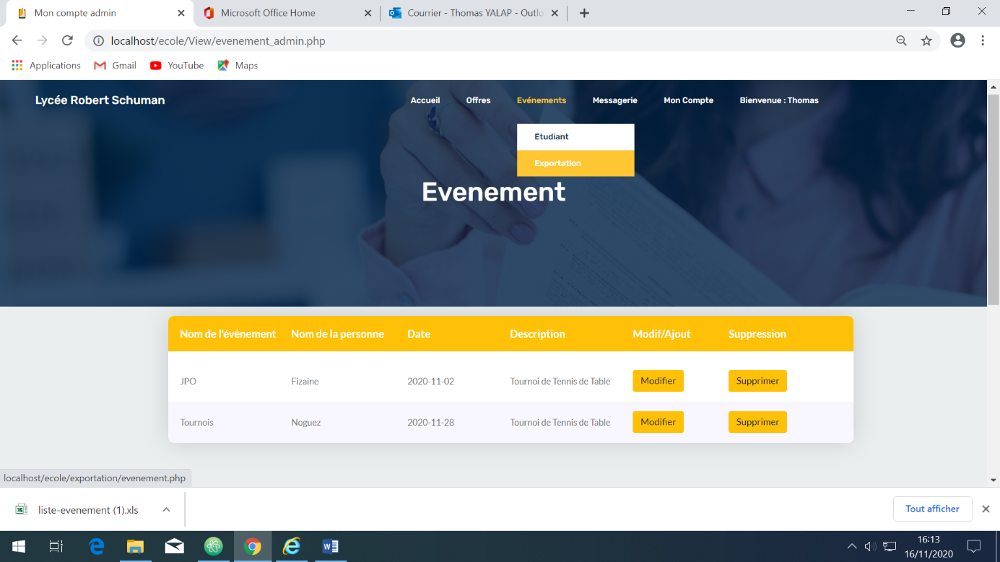 Mon compte admin
Microsoft Office Home
Courrier - Thomas YALAP - Outlo
localhost/ecole/View/evenement_admin.php
Applications Gmail YouTube Maps
Lycée Robert Schuman Accueil Offres Evénements Messagerie Mon Compte Bienvenue : Thomas
Etudiant
Exportation
Evenement
Nom de l'évènement Nom de la personne Date Description Modif/Ajout Suppression
JPO Fizaine 2020-11-02 Tournoi de Tennis de Table Modifier Supprimer
Tournois Noguez 2020-11-28 Tournoi de Tennis de Table Modifier Supprimer
localhost/ecole/exportation/evenement.php
liste-evenement (1).xls Tout afficher
16:13
16/11/2020